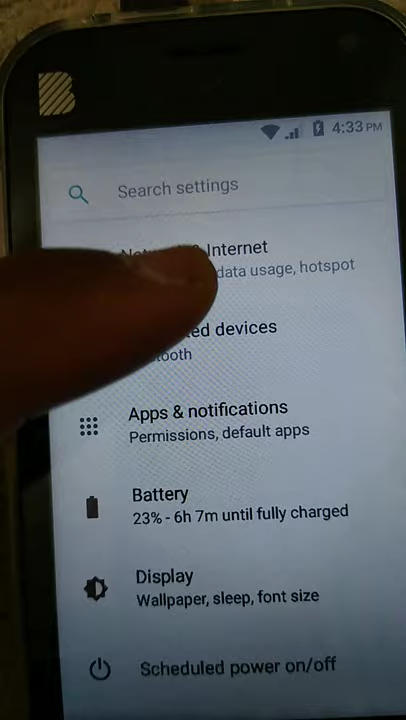 4:33 PM
Search settings
Internet
data usage, hotspot
devices
Apps & notifications
Permissions, default apps
Battery
23% - 6h 7m until fully charged
Display
Wallpaper, sleep, font size
Scheduled power on/off